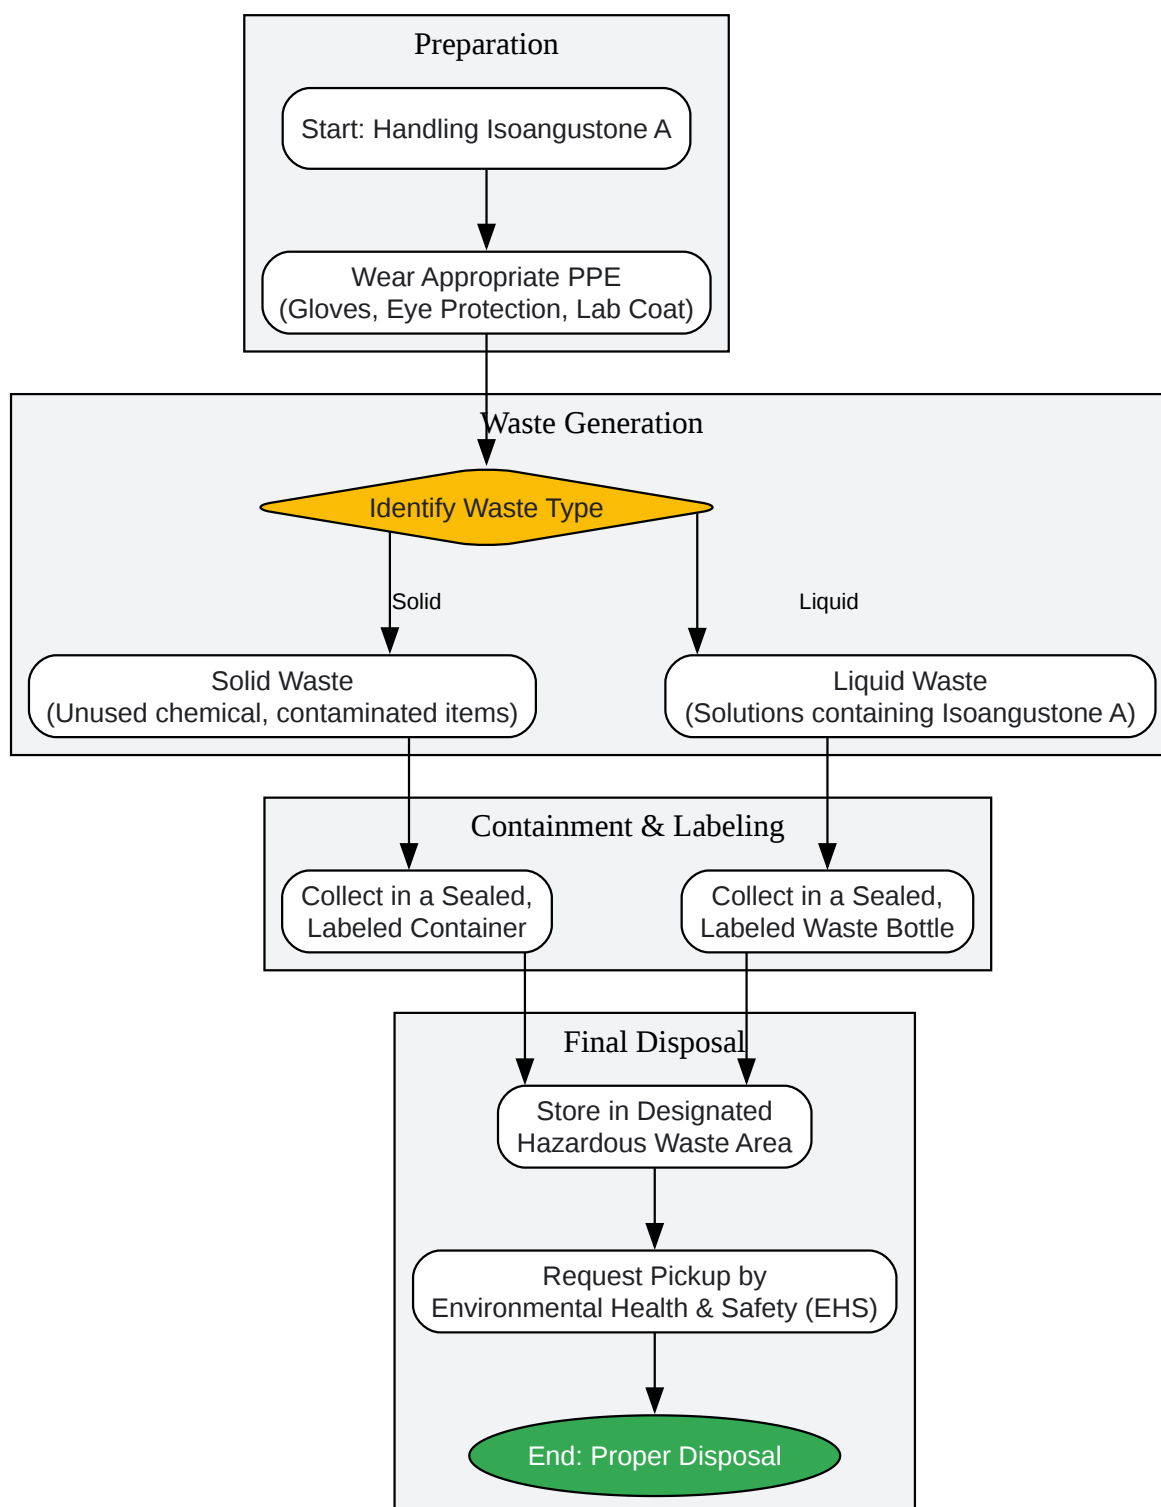 Preparation
Start: Handling Isoangustone A
Wear Appropriate PPE
(Gloves, Eye Protection, Lab Coat)
Waste Generation
Identify Waste Type
Solid
Liquid
Solid Waste
(Unused chemical, contaminated items)
Liquid Waste
(Solutions containing Isoangustone A)
Containment & Labeling
Collect in a Sealed,
Labeled Container
Collect in a Sealed,
Labeled Waste Bottle
Final Disposal
Store in Designated
Hazardous Waste Area
Request Pickup by
Environmental Health & Safety (EHS)
End: Proper Disposal